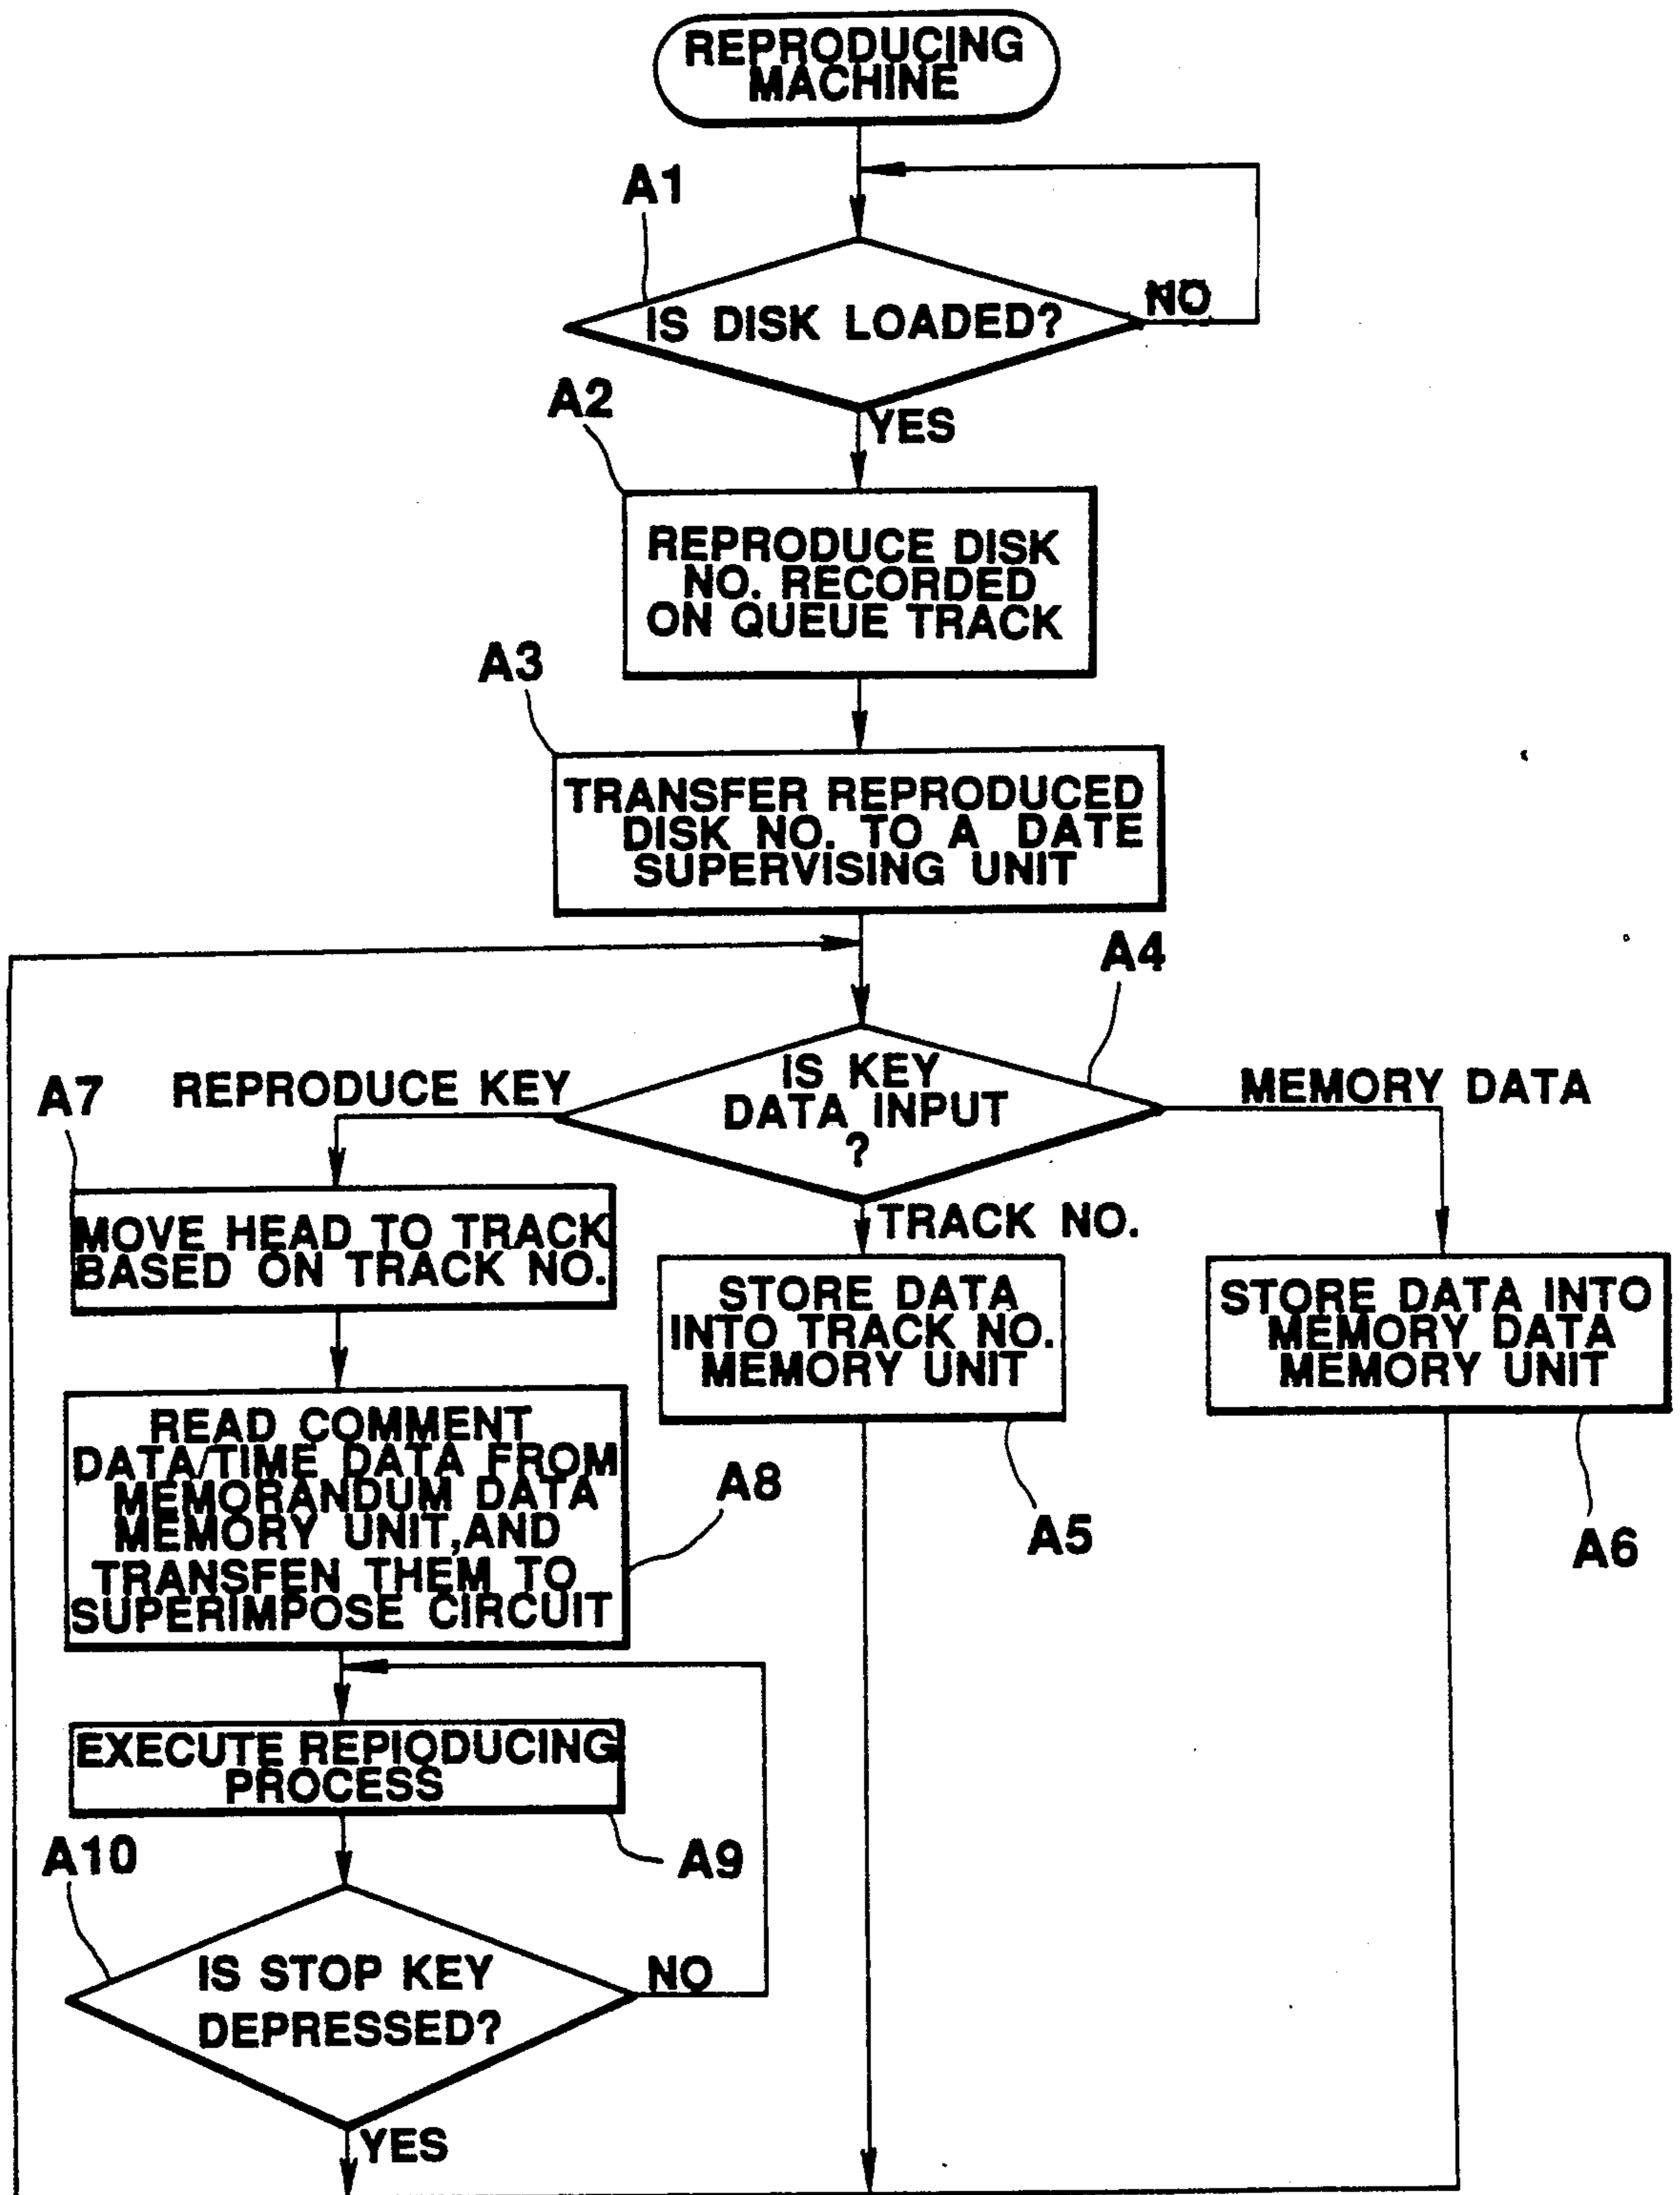 REPRODUCING
MACHINE
A1
IS DISK LOADED?
NO
YES
A2
REPRODUCE DISK
NO. RECORDED
ON QUEUE TRACK
A3
TRANSFER REPRODUCED
DISK NO. TO A DATE
SUPERVISING UNIT
A4
IS KEY
DATA INPUT
?
REPRODUCE KEY
MEMORY DATA
TRACK NO.
A7
MOVE HEAD TO TRACK
BASED ON TRACK NO.
STORE DATA
INTO TRACK NO.
MEMORY UNIT
A5
STORE DATA INTO
MEMORY DATA
MEMORY UNIT
A6
READ COMMENT
DATA/TIME DATA FROM
MEMORANDUM DATA
MEMORY UNIT,AND
TRANSFEN THEM TO
SUPERIMPOSE CIRCUIT
A8
EXECUTE REPIODUCING
PROCESS
A9
A10
IS STOP KEY
DEPRESSED?
NO
YES